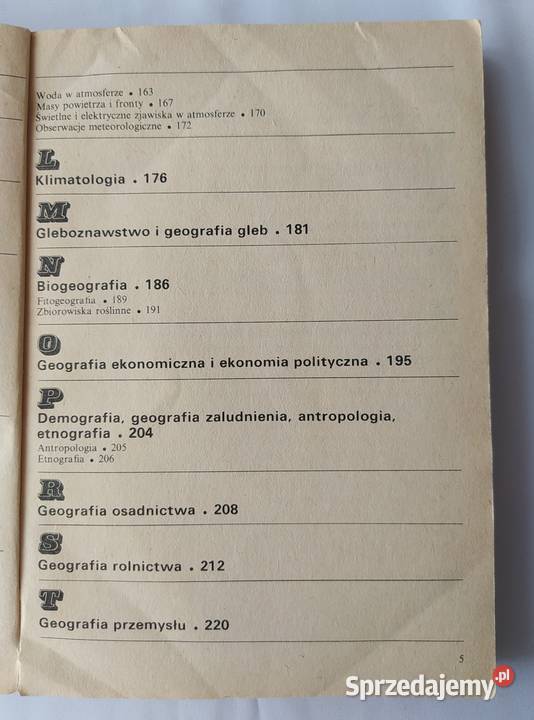 Woda w atmosferze • 163
Masy powietrza i fronty • 167
Świetlne i elektryczne zjawiska w atmosferze • 170
Obserwacje meteorologiczne • 172
L
Klimatologia • 176
M
Gleboznawstwo i geografia gleb • 181
N
Biogeografia • 186
Fitogeografia • 189
Zbiorowiska roślinne • 191
O
Geografia ekonomiczna i ekonomia polityczna • 195
P
Demografia, geografia zaludnienia, antropologia,
etnografia • 204
Antropologia • 205
Etnografia • 206
R
Geografia osadnictwa • 208
S
Geografia rolnictwa • 212
T
Geografia przemysłu • 220
5
Sprzedajemy.pl